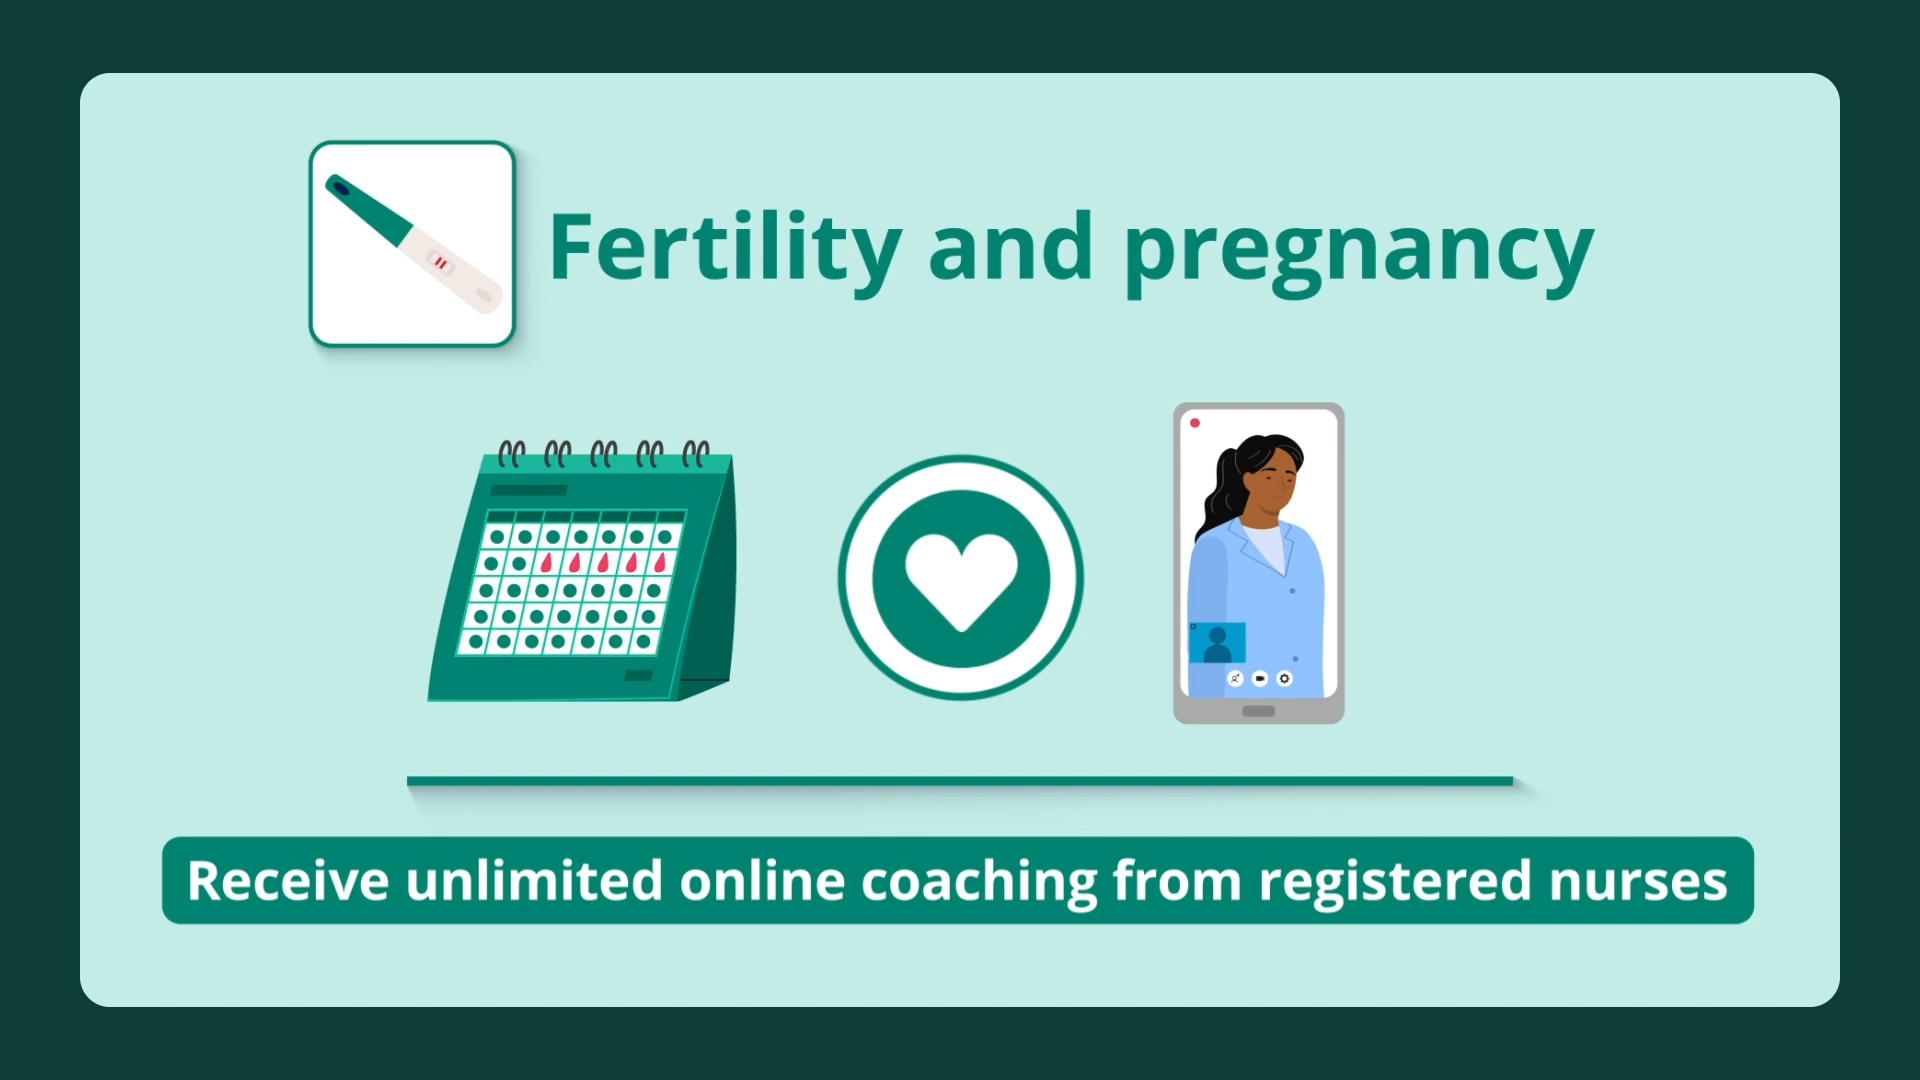 Fertility and pregnancy
Receive unlimited online coaching from registered nurses